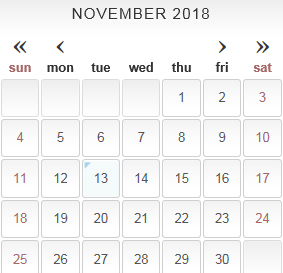 NOVEMBER 2018
« ‹ › »
sun mon tue wed thu fri sat
1 2 3
4 5 6 7 8 9 10
11 12 13 14 15 16 17
18 19 20 21 22 23 24
25 26 27 28 29 30